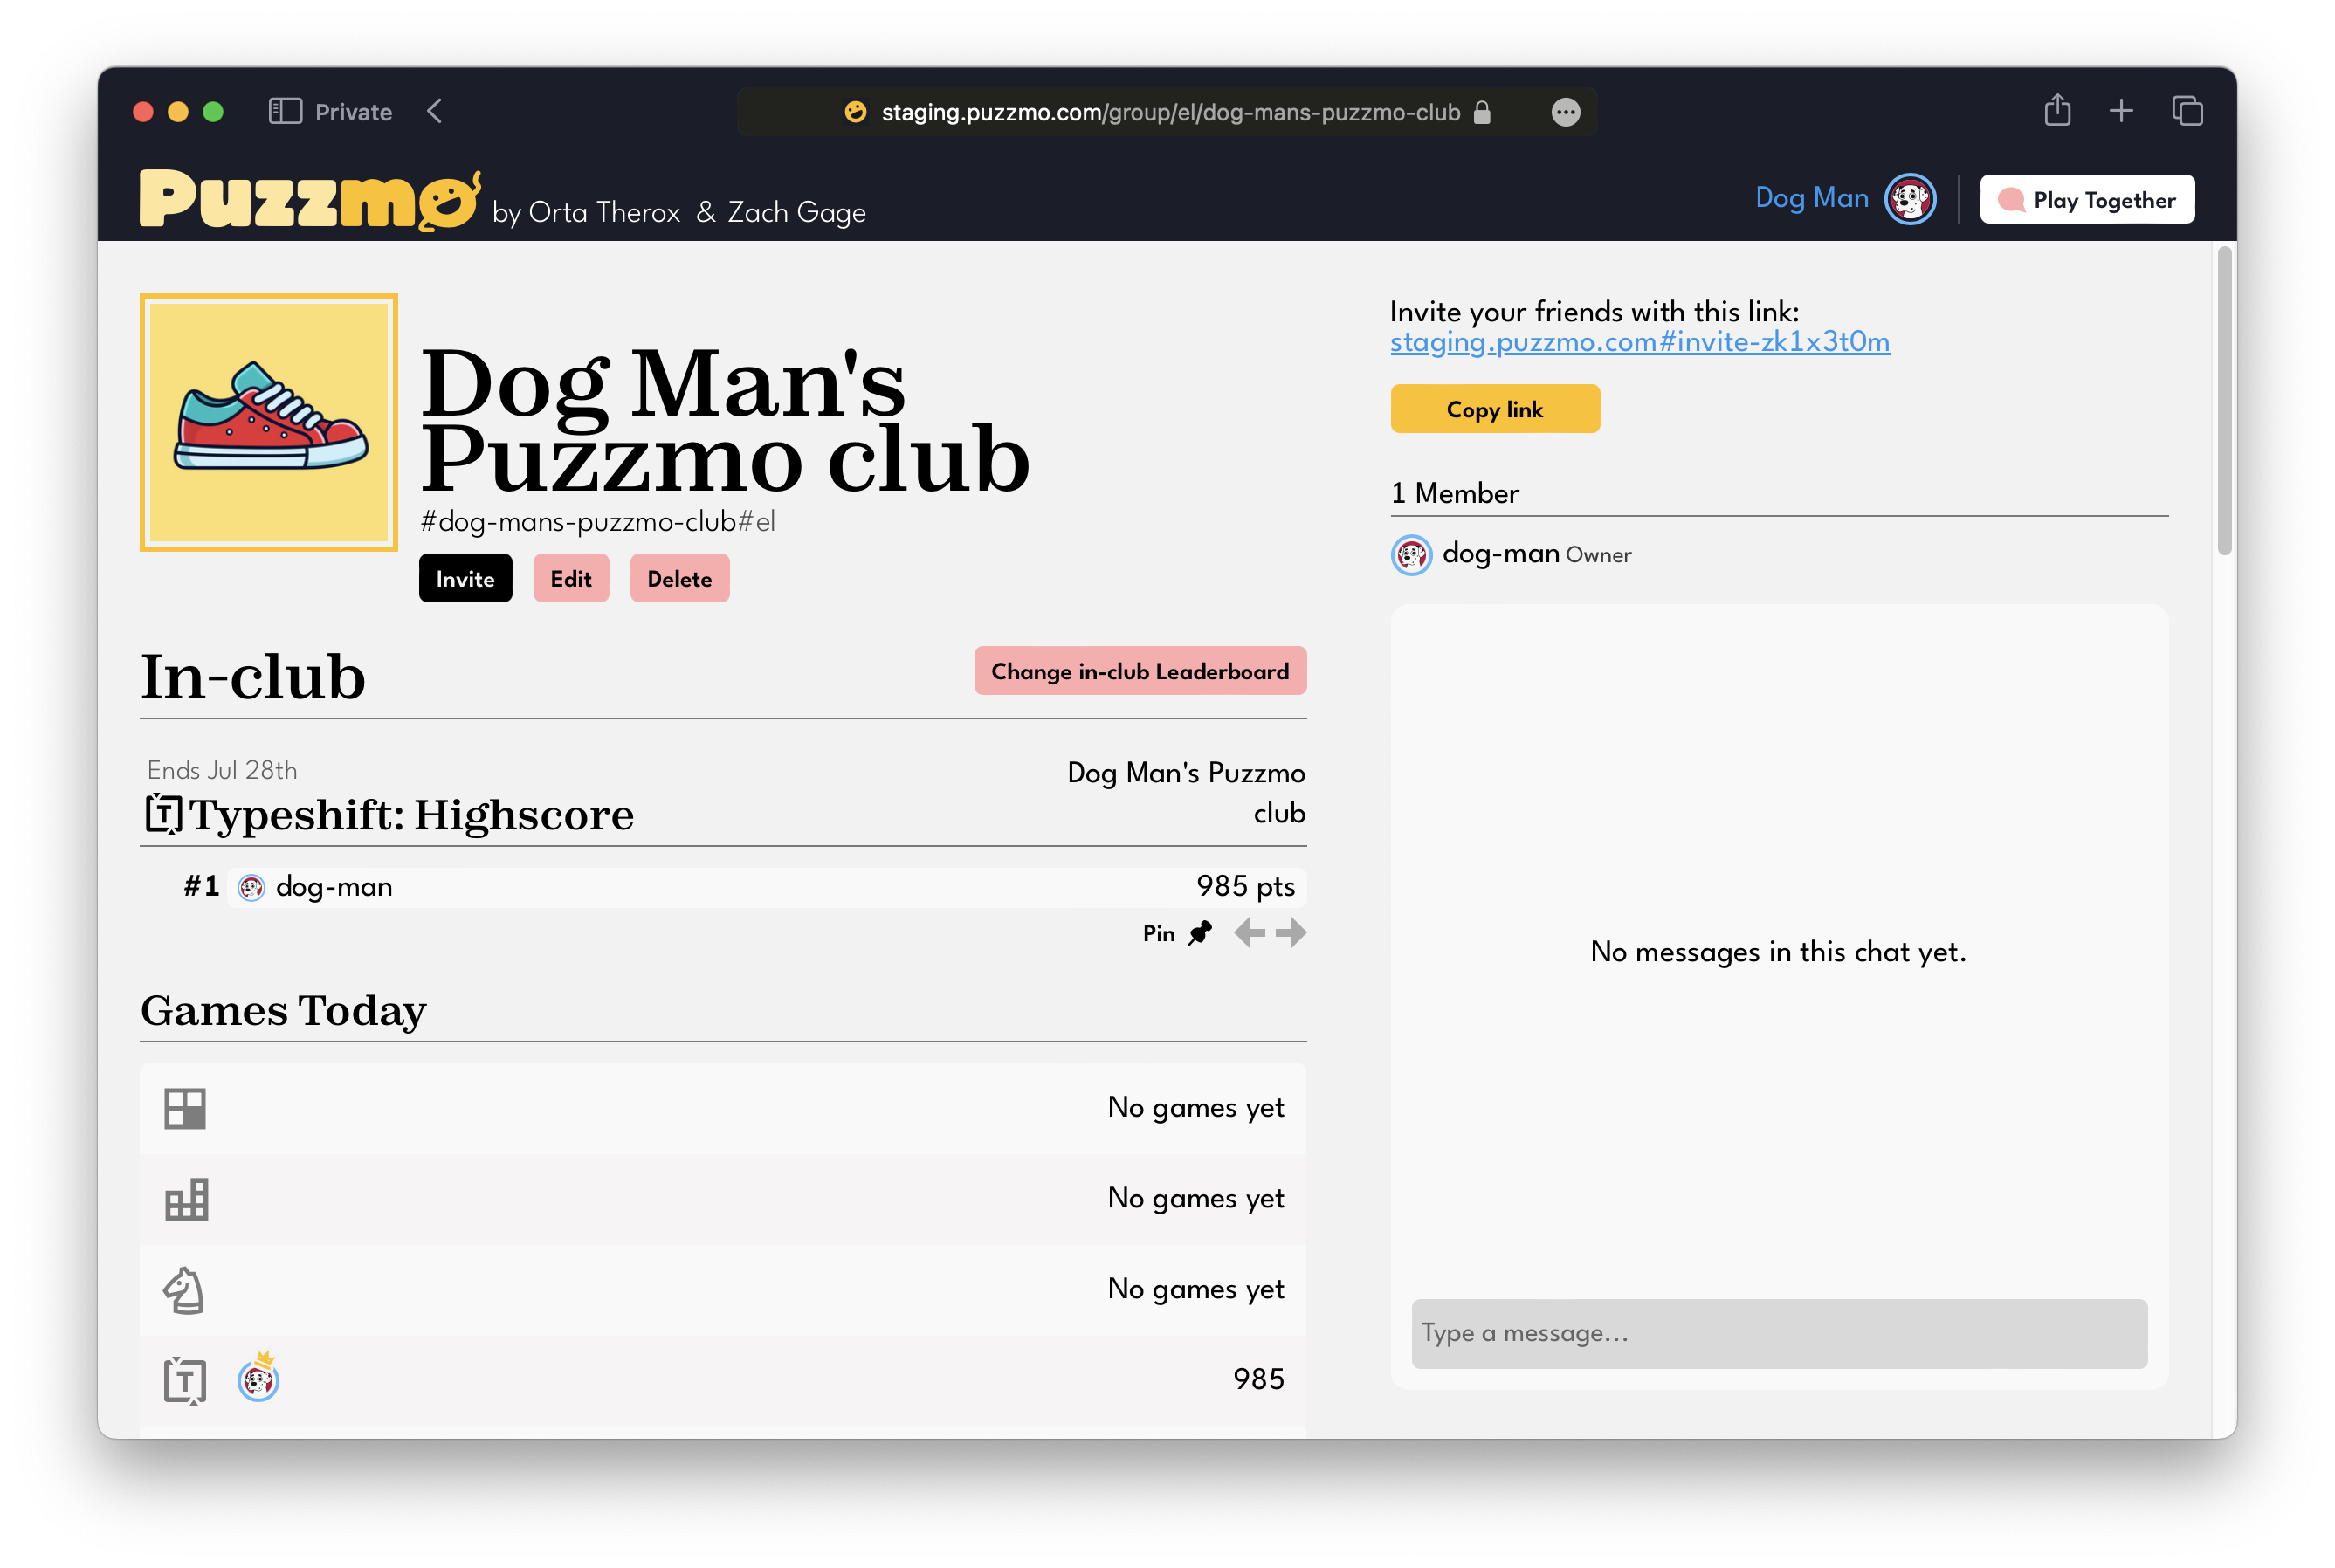 Private
staging.puzzmo.com/group/el/dog-mans-puzzmo-club
Puzzmo by Orta Therox & Zach Gage
Dog Man
Play Together
Dog Man's
Puzzmo club
#dog-mans-puzzmo-club#el
Invite Edit Delete
In-club
Change in-club Leaderboard
Ends Jul 28th
Typeshift: Highscore
Dog Man's Puzzmo
club
#1 dog-man 985 pts
Pin
Games Today
No games yet
No games yet
No games yet
T 985
Invite your friends with this link:
staging.puzzmo.com#invite-zk1x3t0m
Copy link
1 Member
dog-man Owner
No messages in this chat yet.
Type a message...